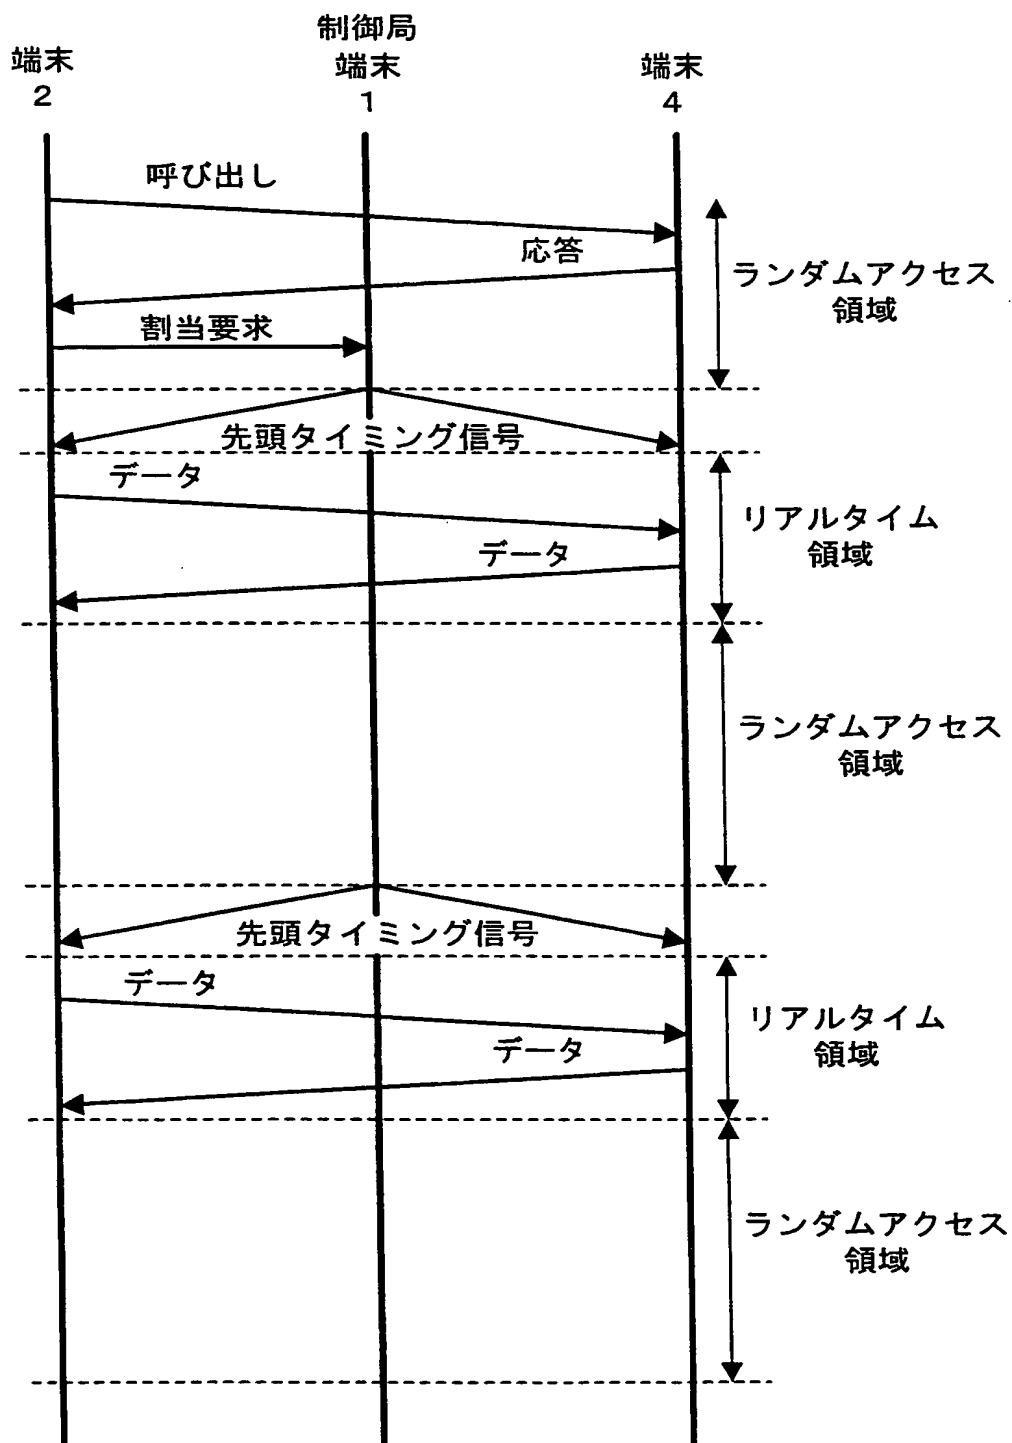 制御局
端末
2
端末
1
端末
4
呼び出し
応答
ランダムアクセス
領域
割当要求
先頭タイミング信号
データ
リアルタイム
領域
データ
ランダムアクセス
領域
先頭タイミング信号
データ
リアルタイム
領域
データ
ランダムアクセス
領域